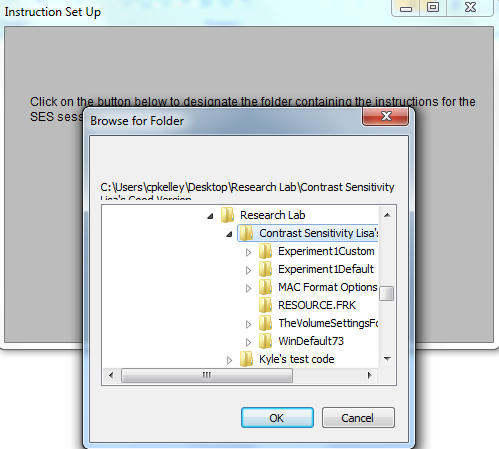 Instruction Set Up
Click on the button below to designate the folder containing the instructions for the
SES sess
Browse for Folder
C:\Users\cpkelley\Desktop\Research Lab\Contrast Sensitivity
Lisa's Good Version
Research Lab
Contrast Sensitivity Lisa's
Experiment1Custom
Experiment1Default
MAC Format Options
RESOURCE.FRK
TheVolumeSettingsFo
WinDefault73
Kyle's test code
OK
Cancel